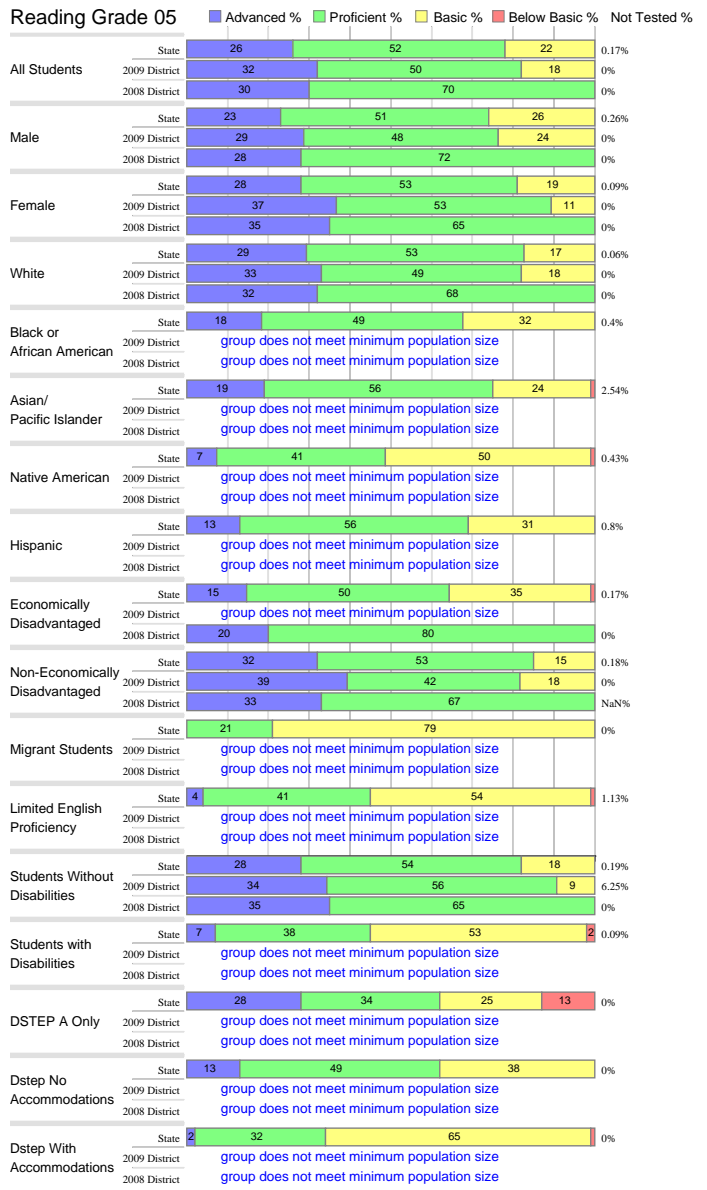 Reading Grade 05 Advanced % Proficient % Basic % Below Basic % Not Tested %
All Students
State 26 52 22 0.17%
2009 District 32 50 18 0%
2008 District 30 70 0%
Male
State 23 51 26 0.26%
2009 District 29 48 24 0%
2008 District 28 72 0%
Female
State 28 53 19 0.09%
2009 District 37 53 11 0%
2008 District 35 65 0%
White
State 29 53 17 0.06%
2009 District 33 49 18 0%
2008 District 32 68 0%
Black or
African American
State 18 49 32 0.4%
2009 District group does not meet minimum population size
2008 District group does not meet minimum population size
Asian/
Pacific Islander
State 19 56 24 2.54%
2009 District group does not meet minimum population size
2008 District group does not meet minimum population size
Native American
State 7 41 50 0.43%
2009 District group does not meet minimum population size
2008 District group does not meet minimum population size
Hispanic
State 13 56 31 0.8%
2009 District group does not meet minimum population size
2008 District group does not meet minimum population size
Economically
Disadvantaged
State 15 50 35 0.17%
2009 District group does not meet minimum population size
2008 District 20 80 0%
Non-Economically
Disadvantaged
State 32 53 15 0.18%
2009 District 39 42 18 0%
2008 District 33 67 NaN%
Migrant Students
State 21 79 0%
2009 District group does not meet minimum population size
2008 District group does not meet minimum population size
Limited English
Proficiency
State 4 41 54 1.13%
2009 District group does not meet minimum population size
2008 District group does not meet minimum population size
Students Without
Disabilities
State 28 54 18 0.19%
2009 District 34 56 9 6.25%
2008 District 35 65 0%
Students with
Disabilities
State 7 38 53 2 0.09%
2009 District group does not meet minimum population size
2008 District group does not meet minimum population size
DSTEP A Only
State 28 34 25 13 0%
2009 District group does not meet minimum population size
2008 District group does not meet minimum population size
Dstep No
Accommodations
State 13 49 38 0%
2009 District group does not meet minimum population size
2008 District group does not meet minimum population size
Dstep With
Accommodations
State 2 32 65 0%
2009 District group does not meet minimum population size
2008 District group does not meet minimum population size